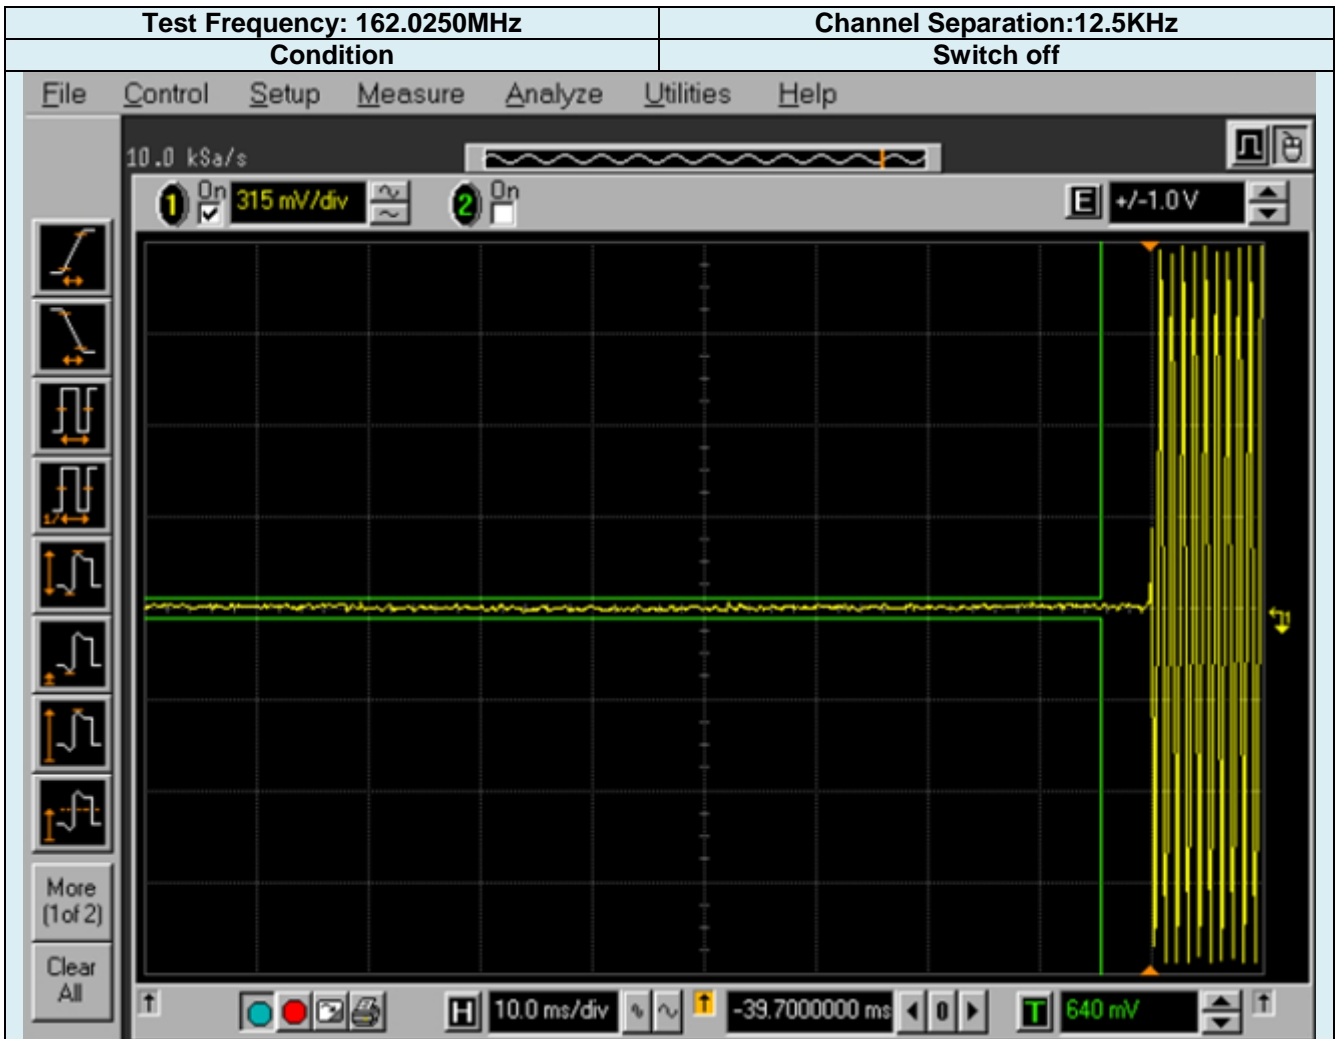 Test Frequency: 162.0250MHz
Channel Separation:12.5KHz
Condition
Switch off
File Control Setup Measure Analyze Utilities Help
10.0 kSa/s
1 On 315 mV/div 2 On E +/-1.0 V
1/
More
(1of 2)
Clear
All
H 10.0 ms/div -39.7000000 ms 0 T 640 mV